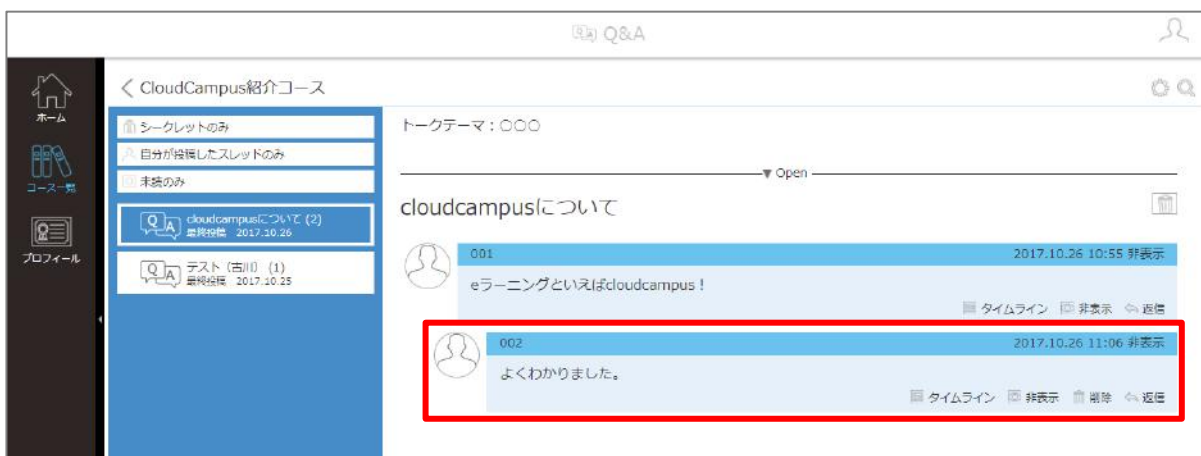 Q&A
ホーム
コース一覧
プロフィール
CloudCampus紹介コース
シークレットのみ
自分が投稿したスレッドのみ
未読のみ
cloudcampusについて (2)
最終投稿 2017.10.26
テスト（吉川） (1)
最終投稿 2017.10.25
トークテーマ：〇〇〇
▼ Open
cloudcampusについて
001 2017.10.26 10:55 非表示
eラーニングといえばcloudcampus！
タイムライン 非表示 返信
002 2017.10.26 11:06 非表示
よくわかりました。
タイムライン 非表示 削除 返信